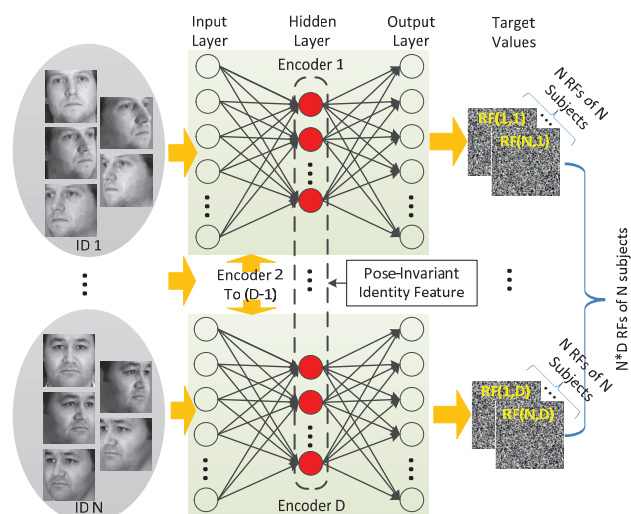 Input
Layer
Hidden
Layer
Output
Layer
Target
Values
Encoder 1
N RFs of N
Subjects
RF(1,1)
RF(N,1)
ID 1
Encoder 2
To (D-1)
Pose-Invariant
Identity Feature
N*D RFs of N subjects
N RFs of N
Subjects
RF(1,D)
RF(N,D)
ID N
Encoder D